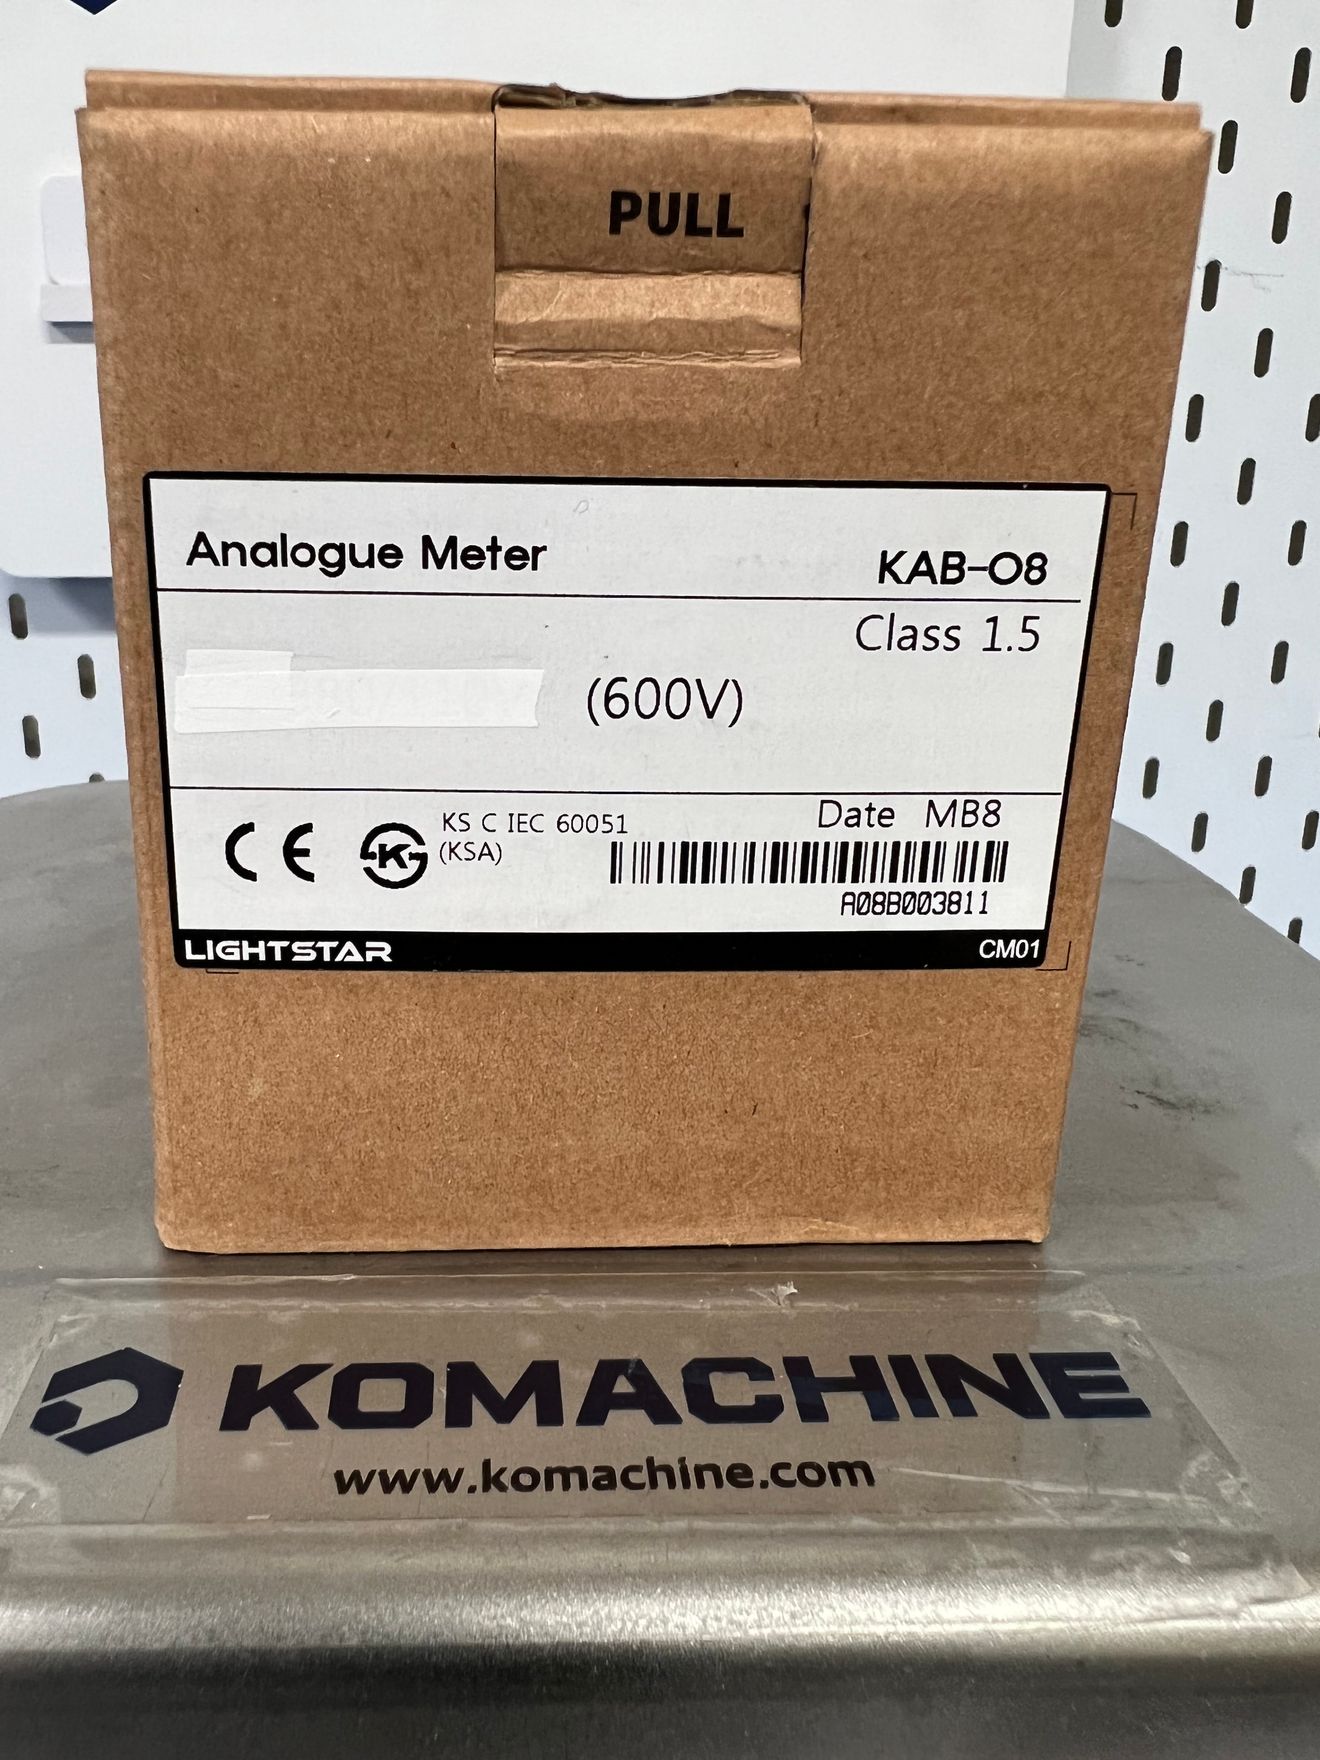 PULL
Analogue Meter
KAB-08
Class 1.5
(600V)
KS C IEC 60051
(KSA)
Date MB8
A08B003811
LIGHTSTAR
CM01
KOMACHINE
www.komachine.com